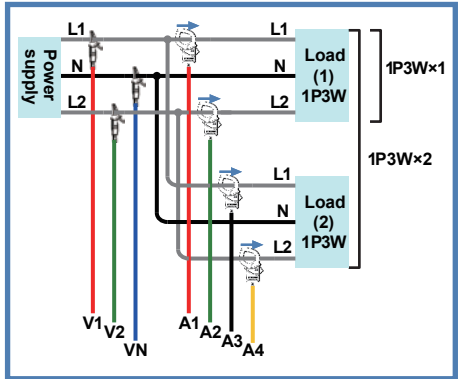 Power
supply
L1
N
L2
L1
N
L2
Load
(1)
1P3W
1P3W×1
1P3W×2
L1
N
L2
Load
(2)
1P3W
V1
V2
VN
A1
A2
A3
A4